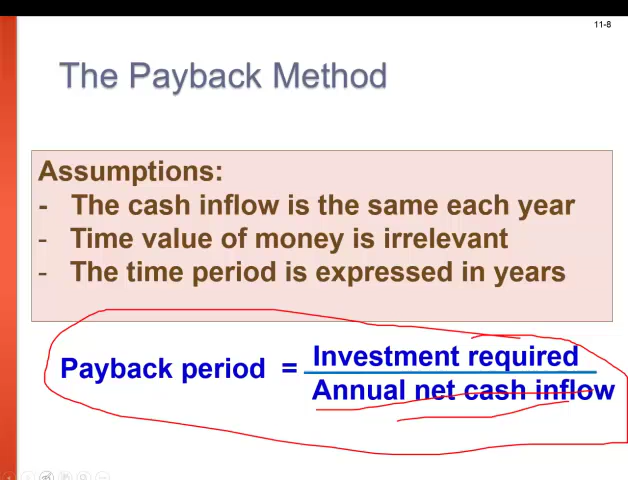 11-8
The Payback Method
Assumptions:
- The cash inflow is the same each year
- Time value of money is irrelevant
- The time period is expressed in years
Payback period = Investment required
Annual net cash inflow